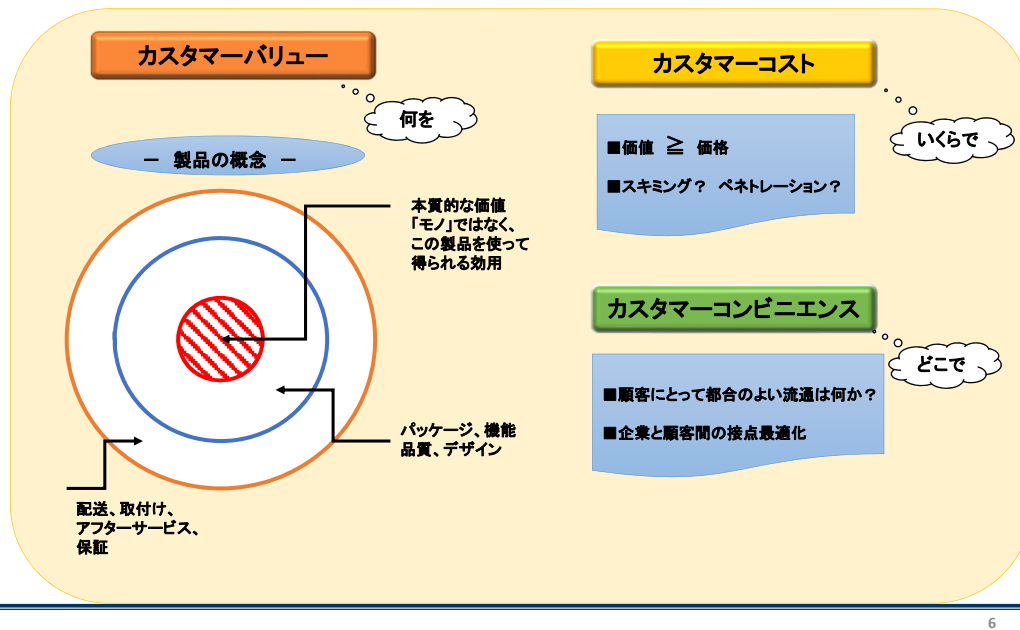 カスタマーバリュー
何を
－ 製品の概念 －
本質的な価値
「モノ」ではなく、
この製品を使って
得られる効用
パッケージ、機能
品質、デザイン
配送、取付け、
アフターサービス、
保証
カスタマーコスト
いくらで
■価値 ≧ 価格
■スキミング？ ペネトレーション？
カスタマーコンビニエンス
どこで
■顧客にとって都合のよい流通は何か？
■企業と顧客間の接点最適化
6